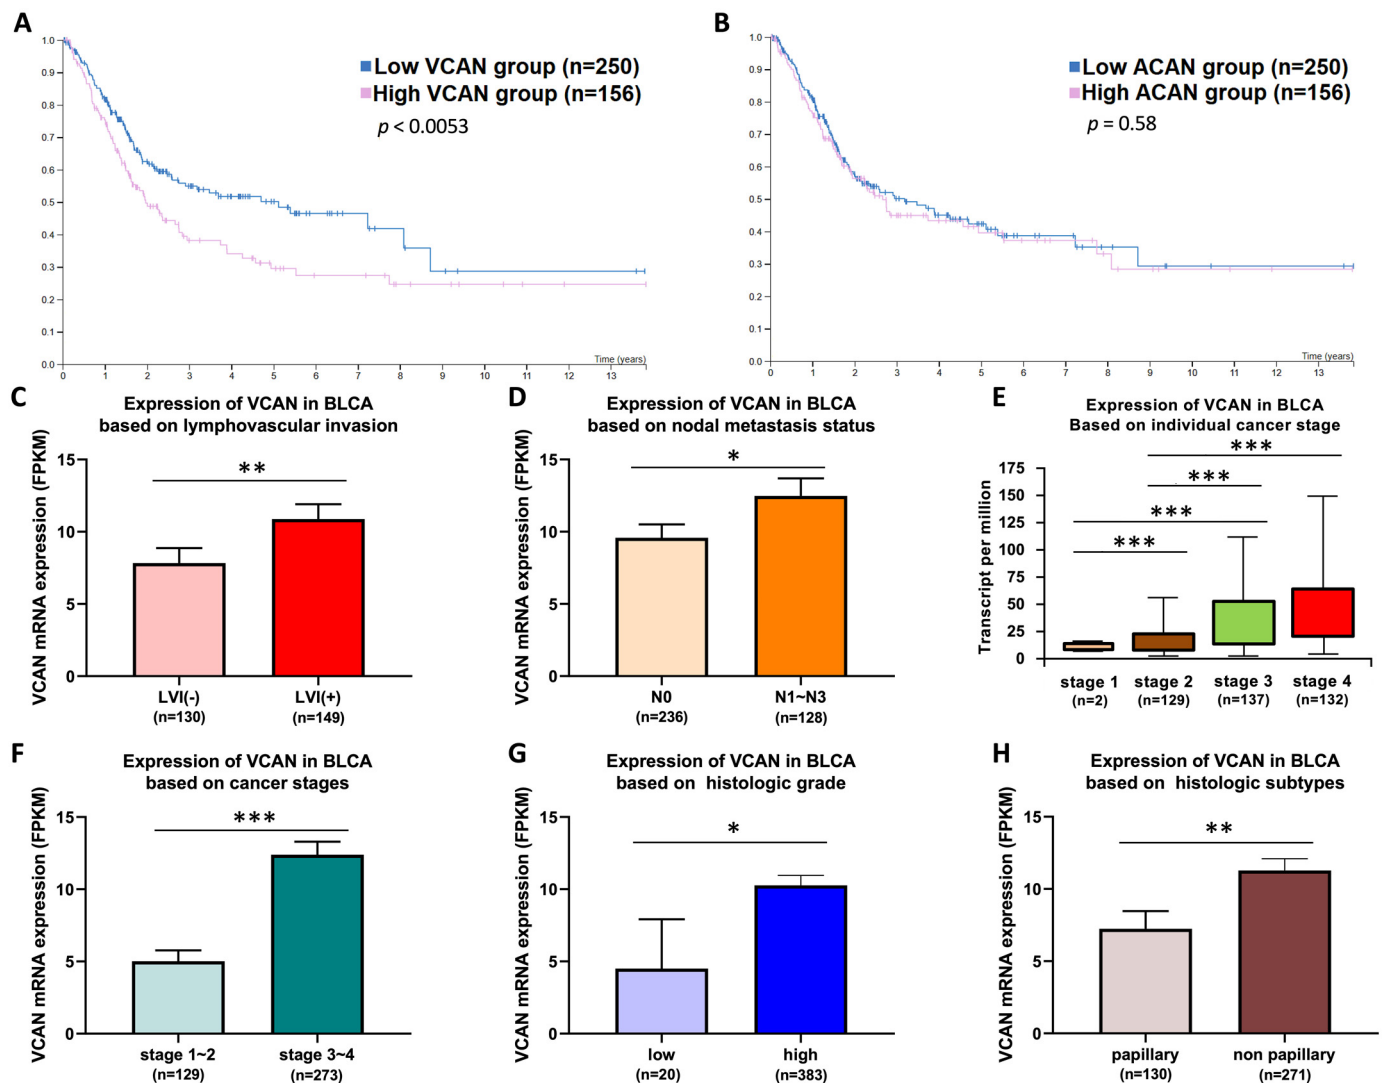 A
1.0
0.9
0.8
0.7
0.6
0.5
0.4
0.3
0.2
0.1
0.0
Low VCAN group (n=250)
High VCAN group (n=156)
p < 0.0053
Time (years)
0 1 2 3 4 5 6 7 8 9 10 11 12 13
B
1.0
0.9
0.8
0.7
0.6
0.5
0.4
0.3
0.2
0.1
0.0
Low ACAN group (n=250)
High ACAN group (n=156)
p = 0.58
Time (years)
0 1 2 3 4 5 6 7 8 9 10 11 12 13
C
Expression of VCAN in BLCA
based on lymphovascular invasion
VCAN mRNA expression (FPKM)
15
10
5
0
**
LVI(-) LVI(+)
(n=130) (n=149)
D
Expression of VCAN in BLCA
based on nodal metastasis status
VCAN mRNA expression (FPKM)
15
10
5
0
*
N0 N1~N3
(n=236) (n=128)
E
Expression of VCAN in BLCA
Based on individual cancer stage
Transcript per million
175
150
125
100
75
50
25
0
***
***
***
***
stage 1 stage 2 stage 3 stage 4
(n=2) (n=129) (n=137) (n=132)
F
Expression of VCAN in BLCA
based on cancer stages
VCAN mRNA expression (FPKM)
15
10
5
0
***
stage 1~2 stage 3~4
(n=129) (n=273)
G
Expression of VCAN in BLCA
based on histologic grade
VCAN mRNA expression (FPKM)
15
10
5
0
*
low high
(n=20) (n=383)
H
Expression of VCAN in BLCA
based on histologic subtypes
VCAN mRNA expression (FPKM)
15
10
5
0
**
papillary non papillary
(n=130) (n=271)